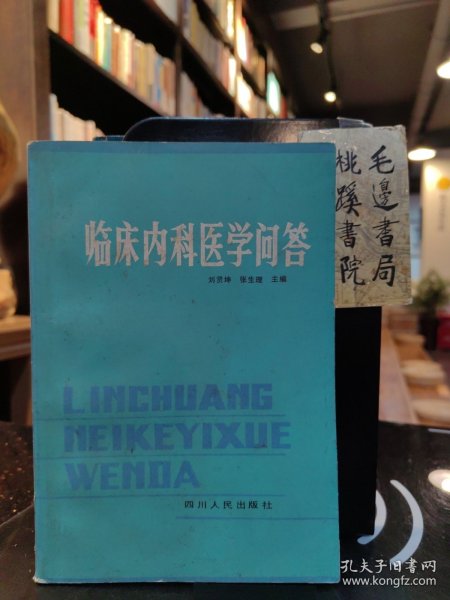 临床内科医学问答
刘贤坤 张生理 主编
LINCHUANG
NEIKEYIXUE
WENDA
四川人民出版社
毛邊書局
桃蹊書院
孔夫子旧书网
www.kongfz.com